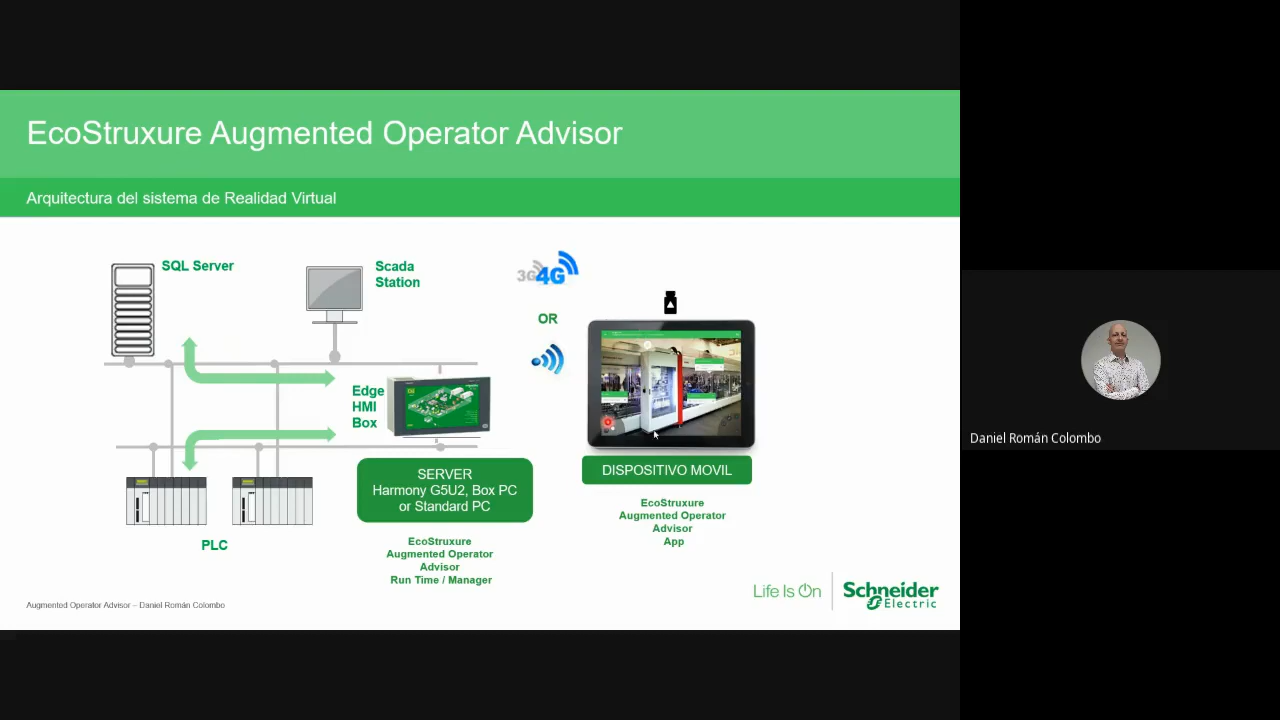 EcoStruxure Augmented Operator Advisor
Arquitectura del sistema de Realidad Virtual
SQL Server
Scada
Station
3G 4G
OR
Edge
HMI
Box
SERVER
Harmony G5U2, Box PC
or Standard PC
DISPOSITIVO MOVIL
EcoStruxure
Augmented Operator
Advisor
App
PLC
EcoStruxure
Augmented Operator
Advisor
Run Time / Manager
Life Is On
Schneider
Electric
Augmented Operator Advisor – Daniel Román Colombo
Daniel Román Colombo